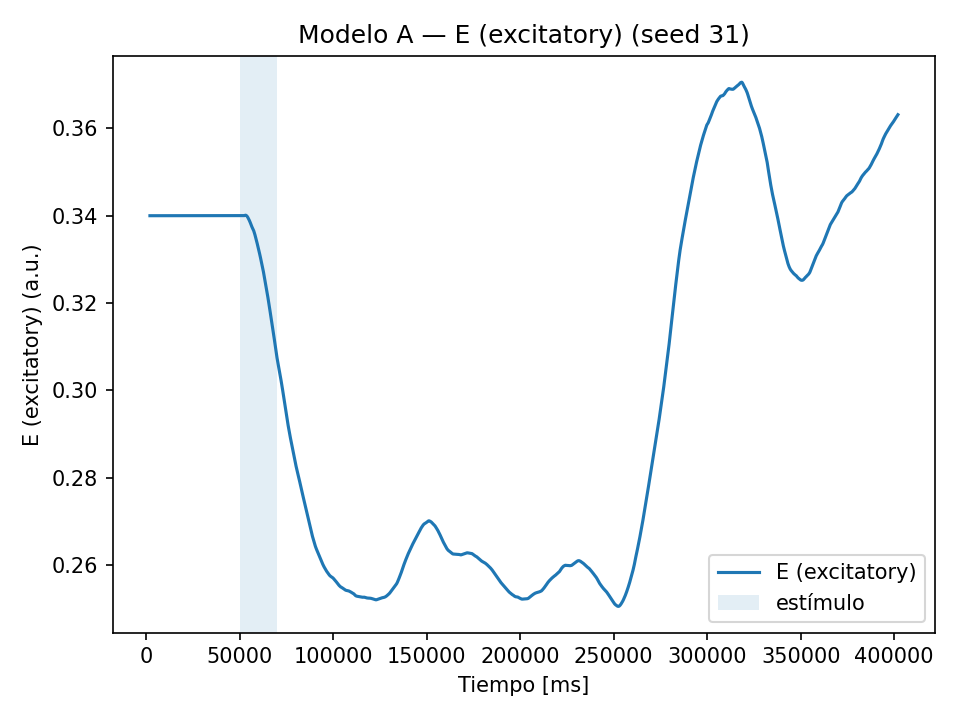 Modelo A — E (excitatory) (seed 31)
E (excitatory) (a.u.)
0.36
0.34
0.32
0.30
0.28
0.26
E (excitatory)
estímulo
0 50000 100000 150000 200000 250000 300000 350000 400000
Tiempo [ms]